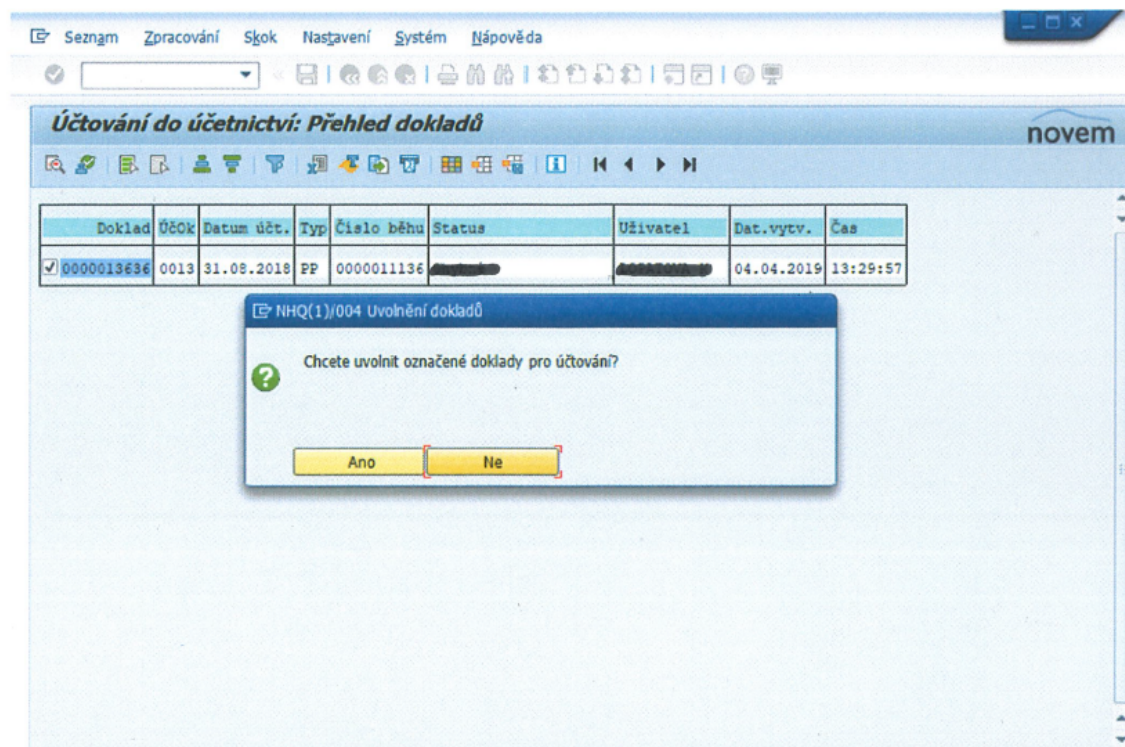 Seznam Zpracování Skok Nastavení Systém Nápověda
Účtování do účetnictví: Přehled dokladů
novem
Doklad ÚčOk Datum účt. Typ Číslo běhu Status Uživatel Dat.vytv. Čas
0000013636 0013 31.08.2018 PP 0000011136 04.04.2019 13:29:57
NHQ(1)/004 Uvolnění dokladů
Chcete uvolnit označené doklady pro účtování?
Ano Ne